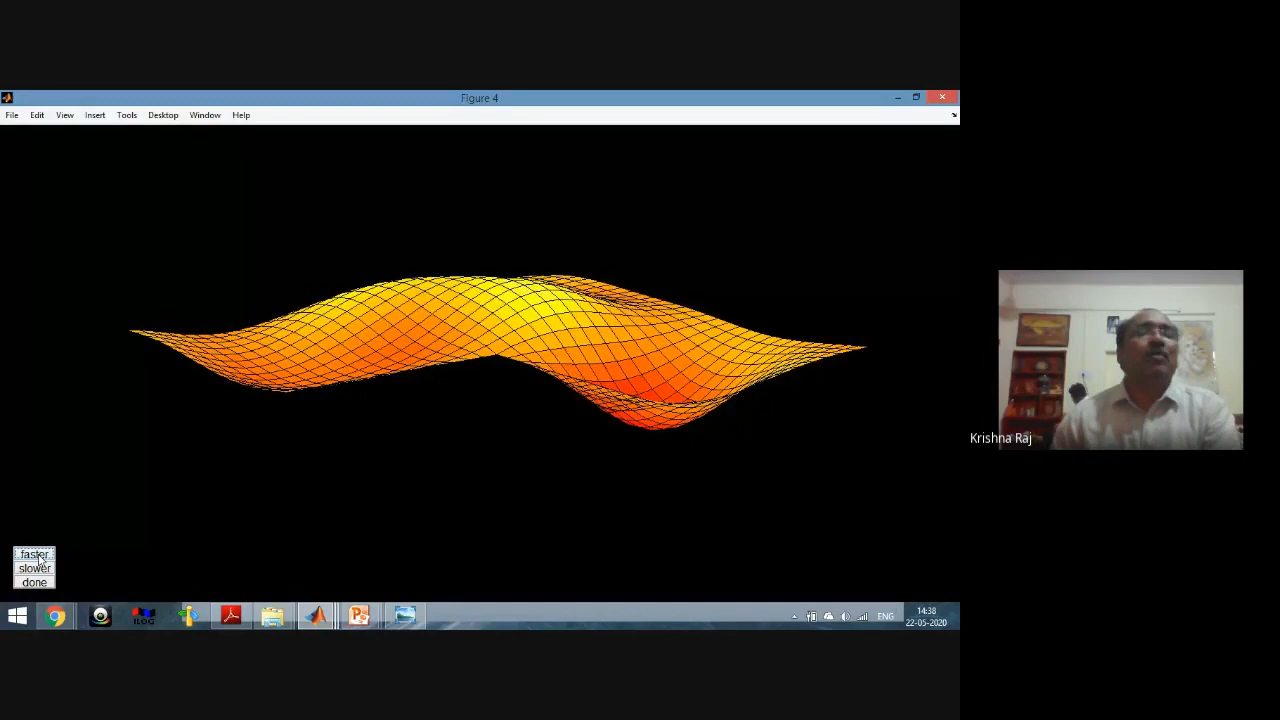 Figure 4
File Edit View Insert Tools Desktop Window Help
Krishna Raj
faster
slower
done
ILOG
ENG
14:38
22-05-2020